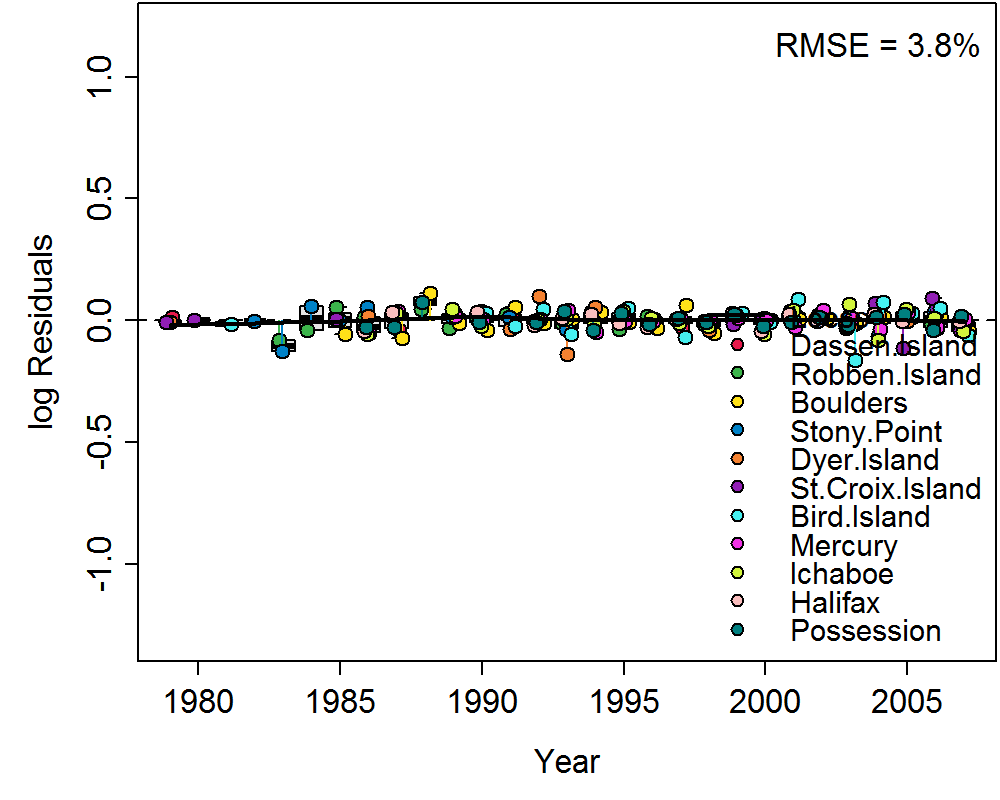 RMSE = 3.8%
1.0
0.5
0.0
-0.5
-1.0
log Residuals
Dassen.Island
Robben.Island
Boulders
Stony.Point
Dyer.Island
St.Croix.Island
Bird.Island
Mercury
Ichaboe
Halifax
Possession
1980 1985 1990 1995 2000 2005
Year